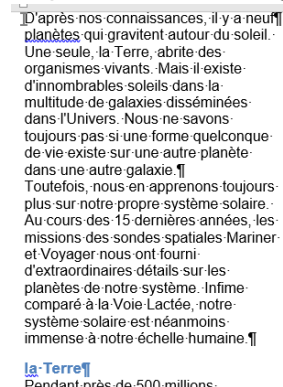 D'après nos connaissances, il y a neuf¶
planètes qui gravitent autour du soleil.
Une seule, la Terre, abrite des
organismes vivants. Mais il existe
d'innombrables soleils dans la
multitude de galaxies disséminées
dans l'Univers. Nous ne savons
toujours pas si une forme quelconque
de vie existe sur une autre planète
dans une autre galaxie.¶
Toutefois, nous en apprenons toujours
plus sur notre propre système solaire.
Au cours des 15 dernières années, les
missions des sondes spatiales Mariner
et Voyager nous ont fourni
d'extraordinaires détails sur les
planètes de notre système. Infime
comparé à la Voie Lactée, notre
système solaire est néanmoins
immense à notre échelle humaine.¶
la Terre¶
Pendant près de 500 millions